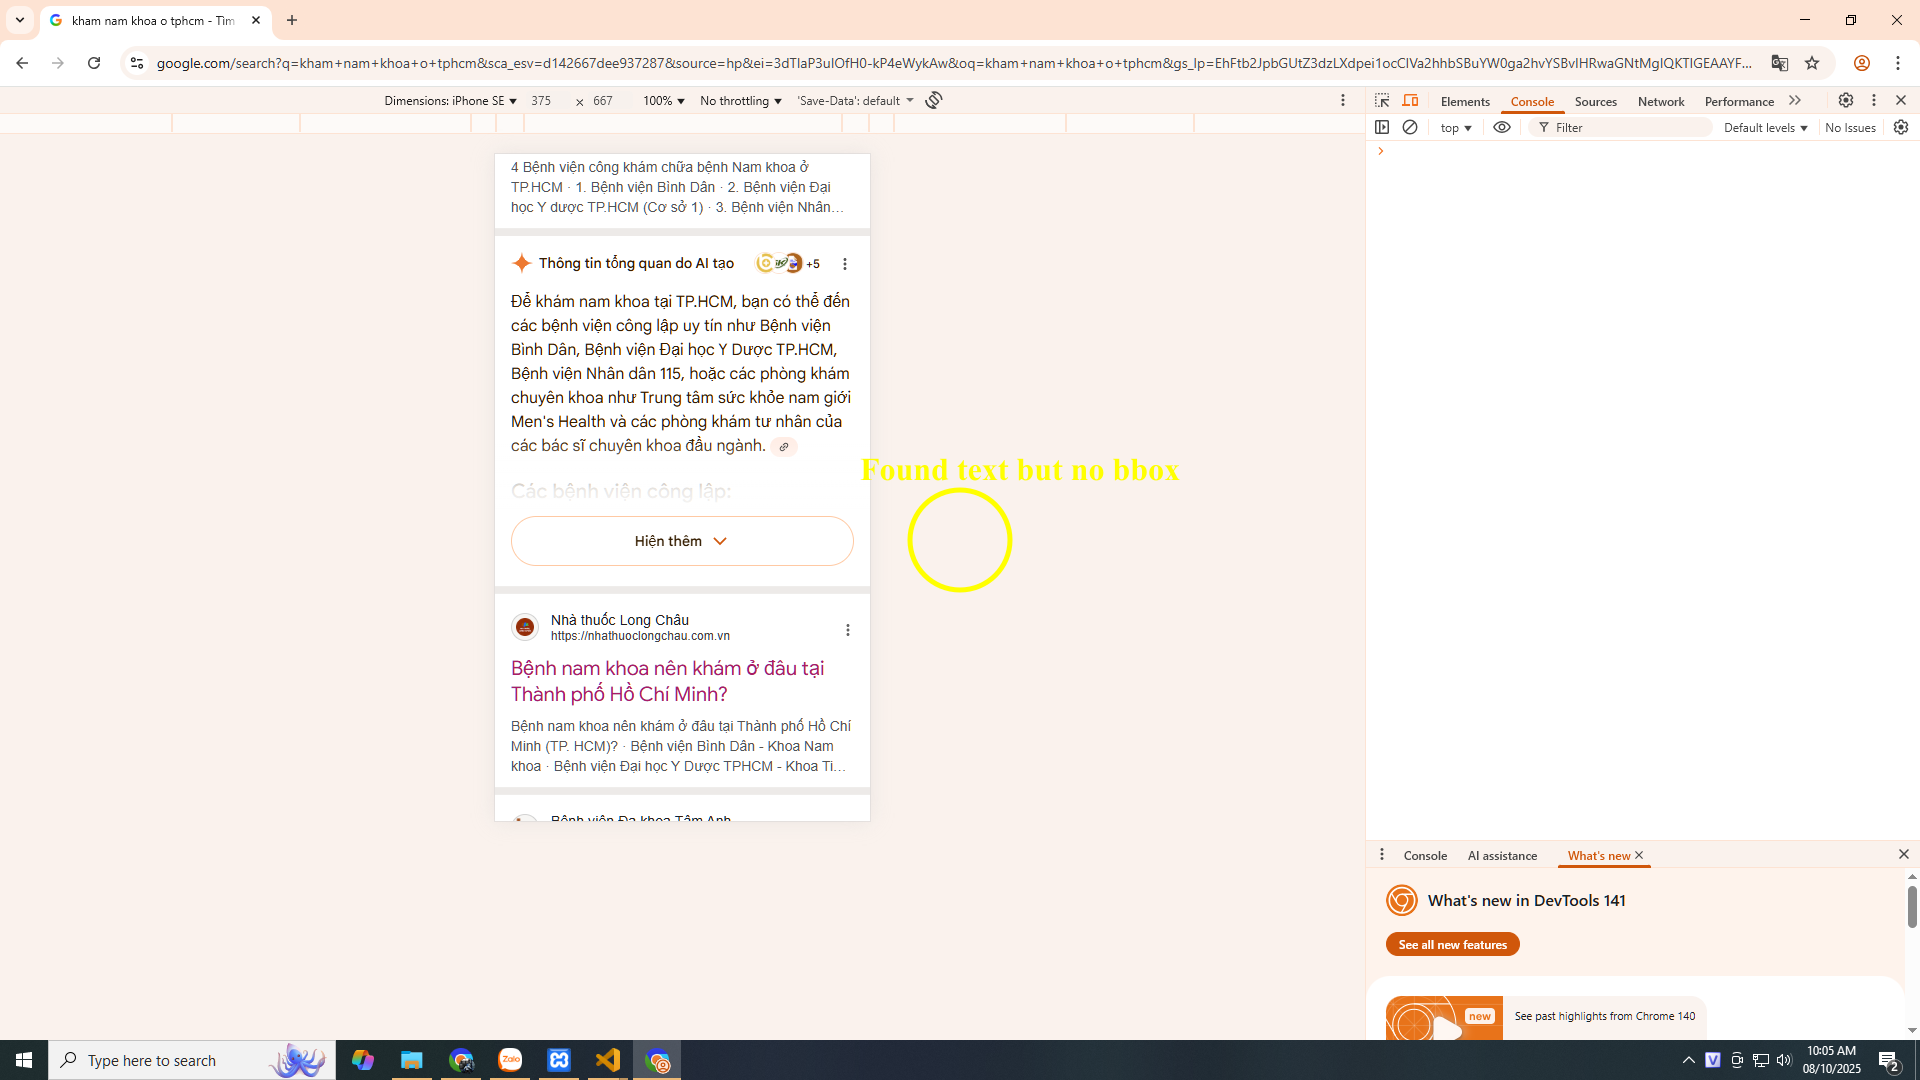 kham nam khoa o tphcm - Tìm
google.com/search?q=kham+nam+khoa+o+tphcm&sca_esv=d142667dee937287&source=hp&ei=3dTlaP3ulOfH0-kP4eWykAw&oq=kham+nam+khoa+o+tphcm&gs_lp=EhFtb2JpbGUtZ3dzLXdpei1ocCIVa2hhbSBuYW0ga2hvYSBvIHRwaGNtMgIQKTIGEAAYF...
Dimensions: iPhone SE 375 × 667 100% No throttling 'Save-Data': default
Elements Console Sources Network Performance
top Filter Default levels No Issues
4 Bệnh viện công khám chữa bệnh Nam khoa ở
TP.HCM · 1. Bệnh viện Bình Dân · 2. Bệnh viện Đại
học Y dược TP.HCM (Cơ sở 1) · 3. Bệnh viện Nhân...
Thông tin tổng quan do AI tạo +5
Để khám nam khoa tại TP.HCM, bạn có thể đến
các bệnh viện công lập uy tín như Bệnh viện
Bình Dân, Bệnh viện Đại học Y Dược TP.HCM,
Bệnh viện Nhân dân 115, hoặc các phòng khám
chuyên khoa như Trung tâm sức khỏe nam giới
Men's Health và các phòng khám tư nhân của
các bác sĩ chuyên khoa đầu ngành.
Found text but no bbox
Các bệnh viện công lập:
Hiện thêm
Nhà thuốc Long Châu
https://nhathuoclongchau.com.vn
Bệnh nam khoa nên khám ở đâu tại
Thành phố Hồ Chí Minh?
Bệnh nam khoa nên khám ở đâu tại Thành phố Hồ Chí
Minh (TP. HCM)? · Bệnh viện Bình Dân - Khoa Nam
khoa · Bệnh viện Đại học Y Dược TPHCM - Khoa Ti...
Bệnh viện Đa khoa Tâm Anh
Console AI assistance What's new
What's new in DevTools 141
See all new features
new
See past highlights from Chrome 140
Type here to search
Zalo
V
10:05 AM
08/10/2025
2